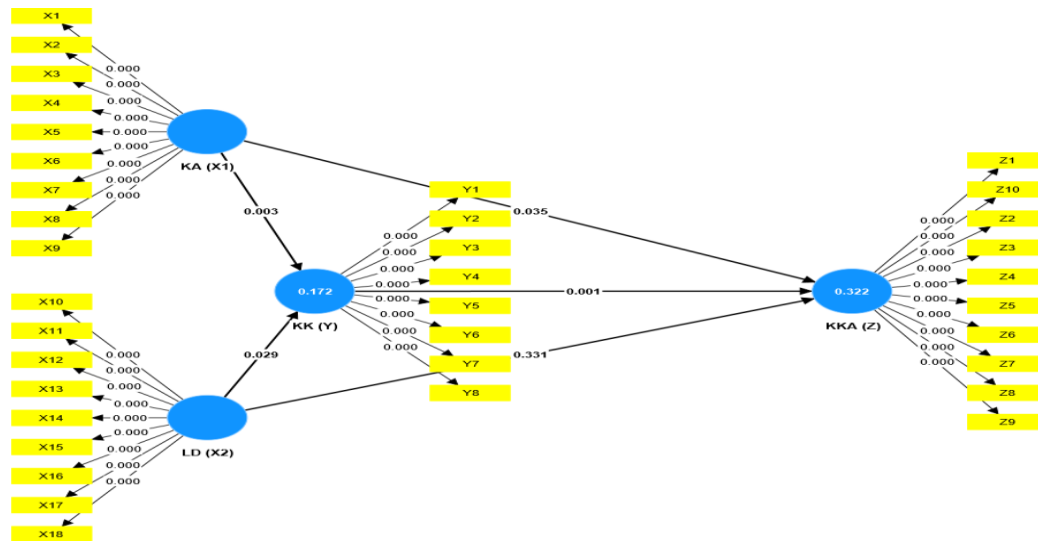 X1
X2
X3
X4
X5
X6
X7
X8
X9
0.000
0.000
0.000
0.000
0.000
0.000
0.000
0.000
0.000
KA (X1)
0.003
0.035
X10
X11
X12
X13
X14
X15
X16
X17
X18
0.000
0.000
0.000
0.000
0.000
0.000
0.000
0.000
0.000
LD (X2)
0.029
0.331
0.172
KK (Y)
0.001
Y1
Y2
Y3
Y4
Y5
Y6
Y7
Y8
0.000
0.000
0.000
0.000
0.000
0.000
0.000
0.000
0.322
KKA (Z)
0.000
0.000
0.000
0.000
0.000
0.000
0.000
0.000
0.000
0.000
Z1
Z10
Z2
Z3
Z4
Z5
Z6
Z7
Z8
Z9